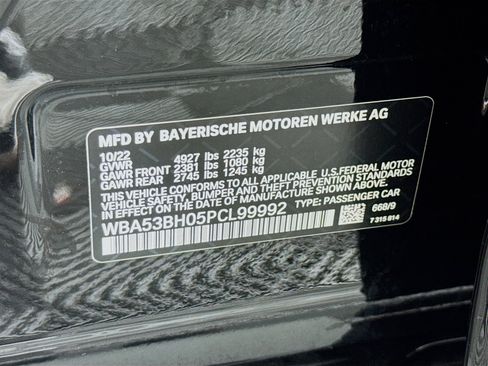 MFD BY BAYERISCHE MOTOREN WERKE AG
10/22
GVWR 4927 lbs 2235 kg
GAWR FRONT 2381 lbs 1080 kg
GAWR REAR 2745 lbs 1245 kg
THIS VEHICLE CONFORMS TO ALL APPLICABLE U.S. FEDERAL MOTOR
VEHICLE SAFETY, BUMPER, AND THEFT PREVENTION STANDARDS
IN EFFECT ON THE DATE OF MANUFACTURE SHOWN ABOVE.
WBA53BH05PCL99992 TYPE: PASSENGER CAR
668/9
7 315 814